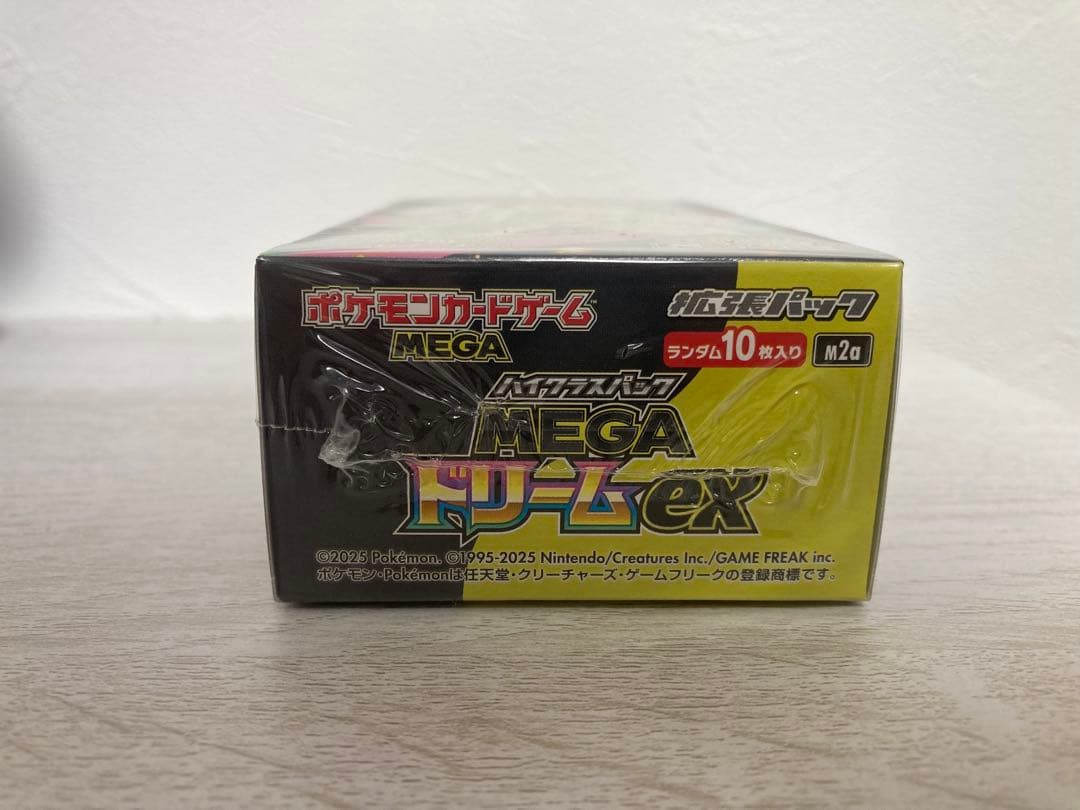 ポケモンカードゲーム™
MEGA
拡張パック
ランダム10枚入り M2a
ハイクラスパック
MEGA
ドリームex
©2025 Pokémon. ©1995-2025 Nintendo/Creatures Inc./GAME FREAK inc.
ポケモン・Pokémonは任天堂・クリーチャーズ・ゲームフリークの登録商標です。